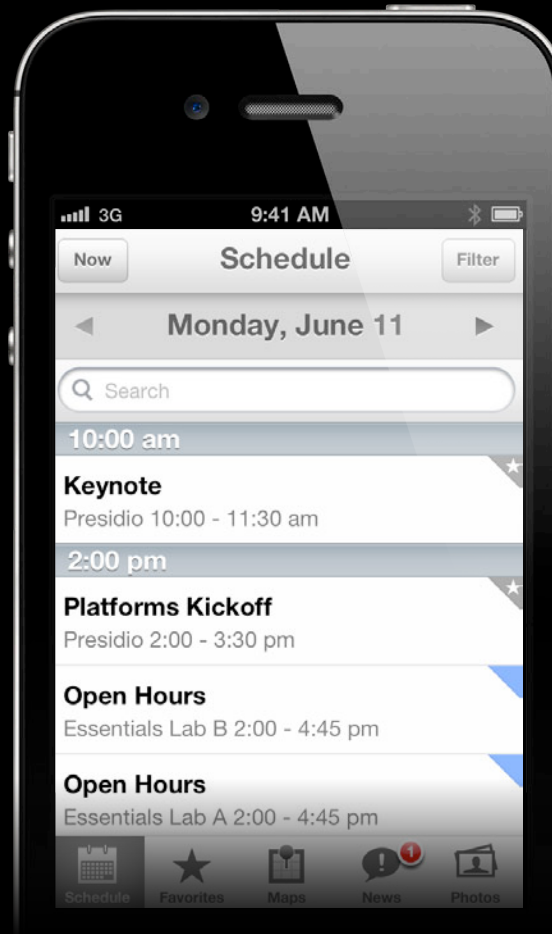 3G 9:41 AM
Now Schedule Filter
Monday, June 11
Search
10:00 am
Keynote
Presidio 10:00 - 11:30 am
2:00 pm
Platforms Kickoff
Presidio 2:00 - 3:30 pm
Open Hours
Essentials Lab B 2:00 - 4:45 pm
Open Hours
Essentials Lab A 2:00 - 4:45 pm
1
Schedule Favorites Maps News Photos